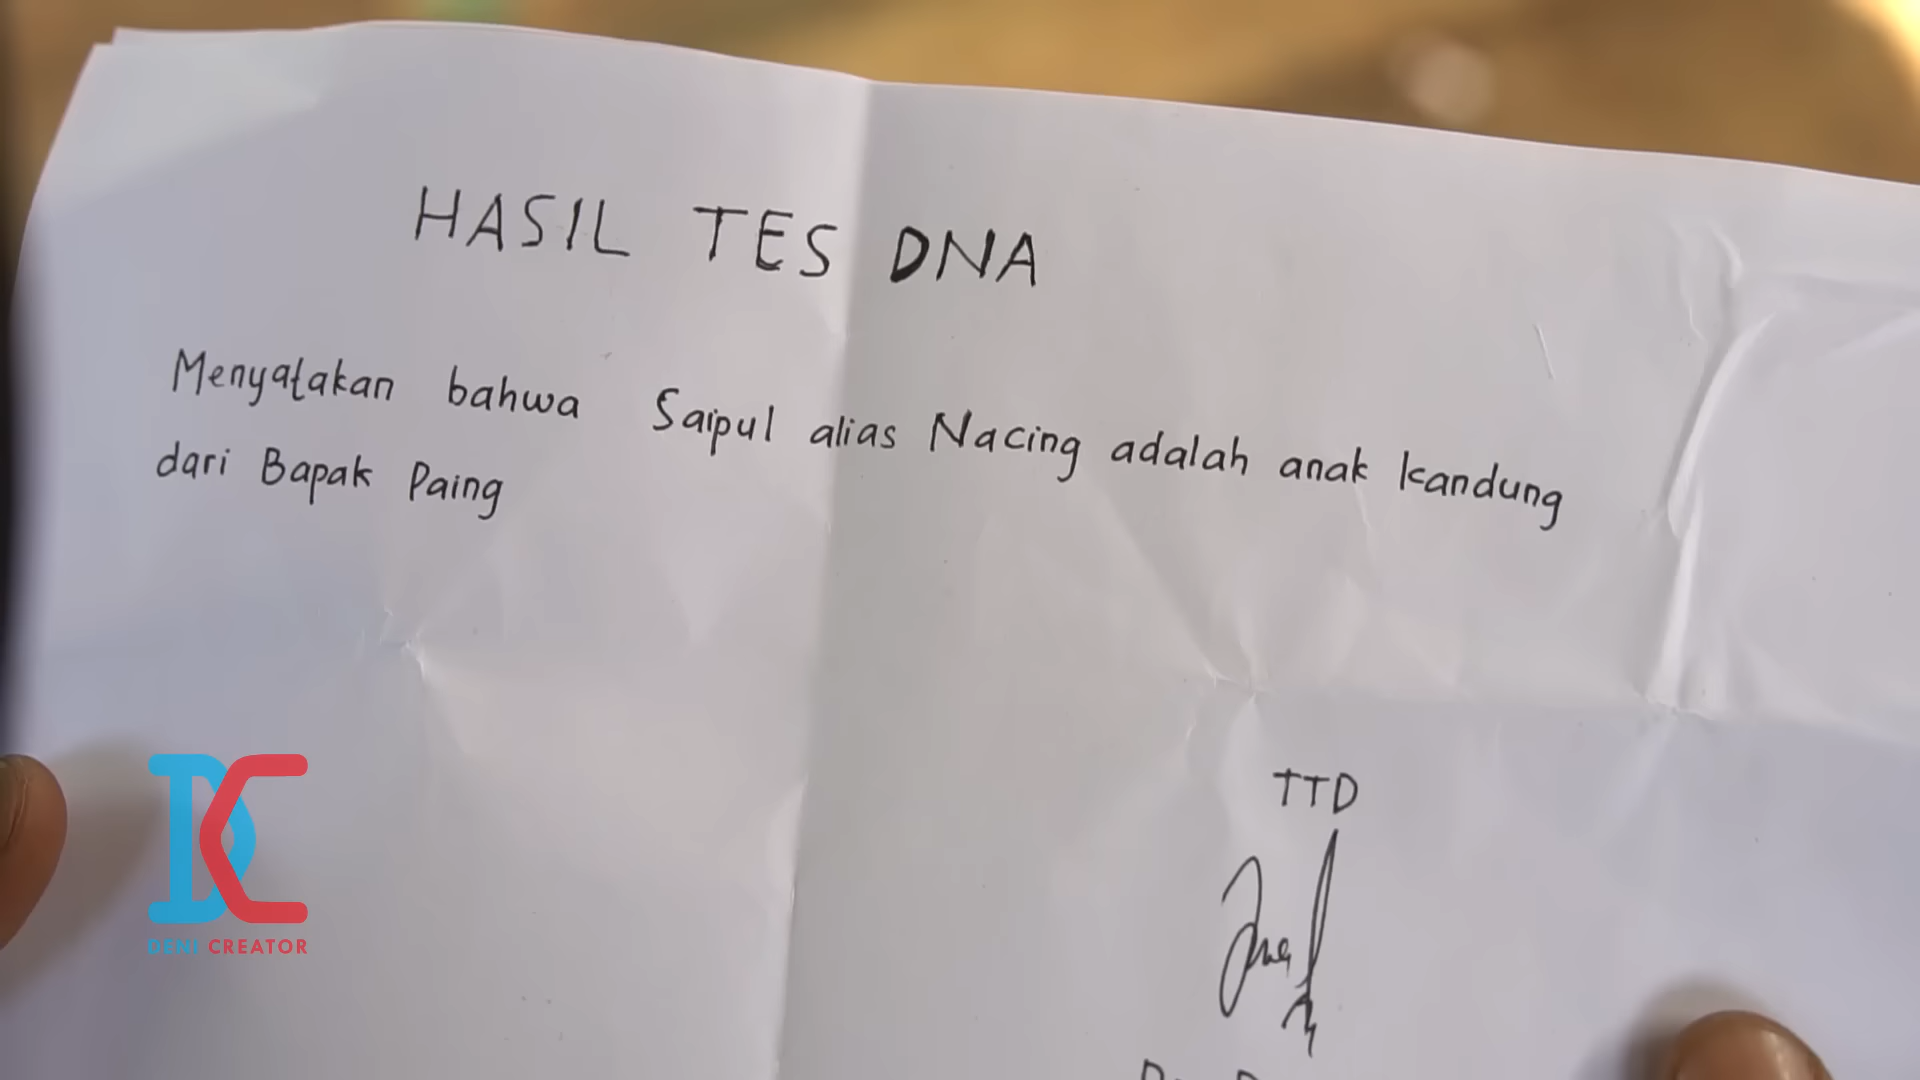 HASIL TES DNA
Menyatakan bahwa Saipul alias Nacing adalah anak kandung
dari Bapak Paing
TTD
DENI CREATOR